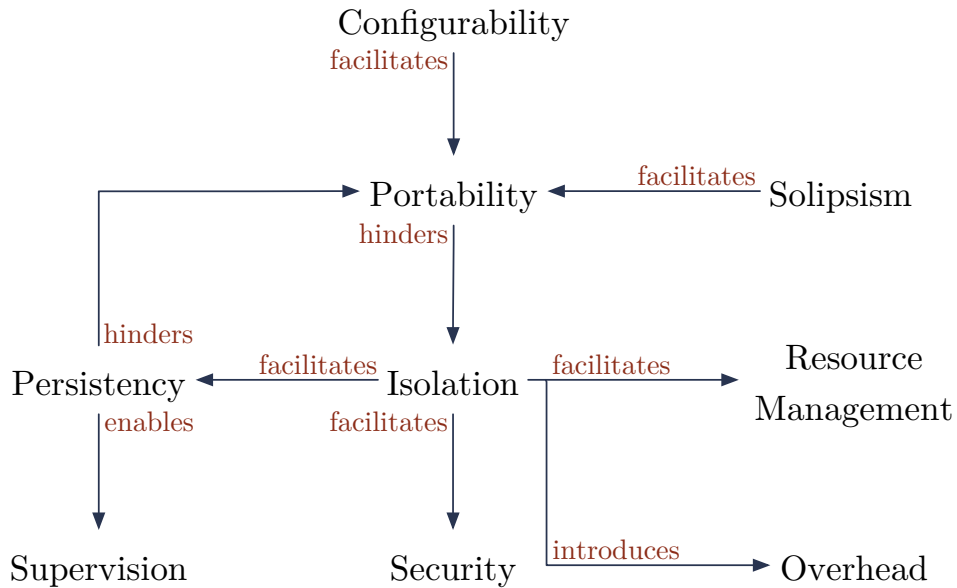 Configurability
facilitates
Portability
facilitates
Solipsism
hinders
hinders
Persistency
facilitates
Isolation
facilitates
Resource
Management
enables
facilitates
Supervision
Security
introduces
Overhead